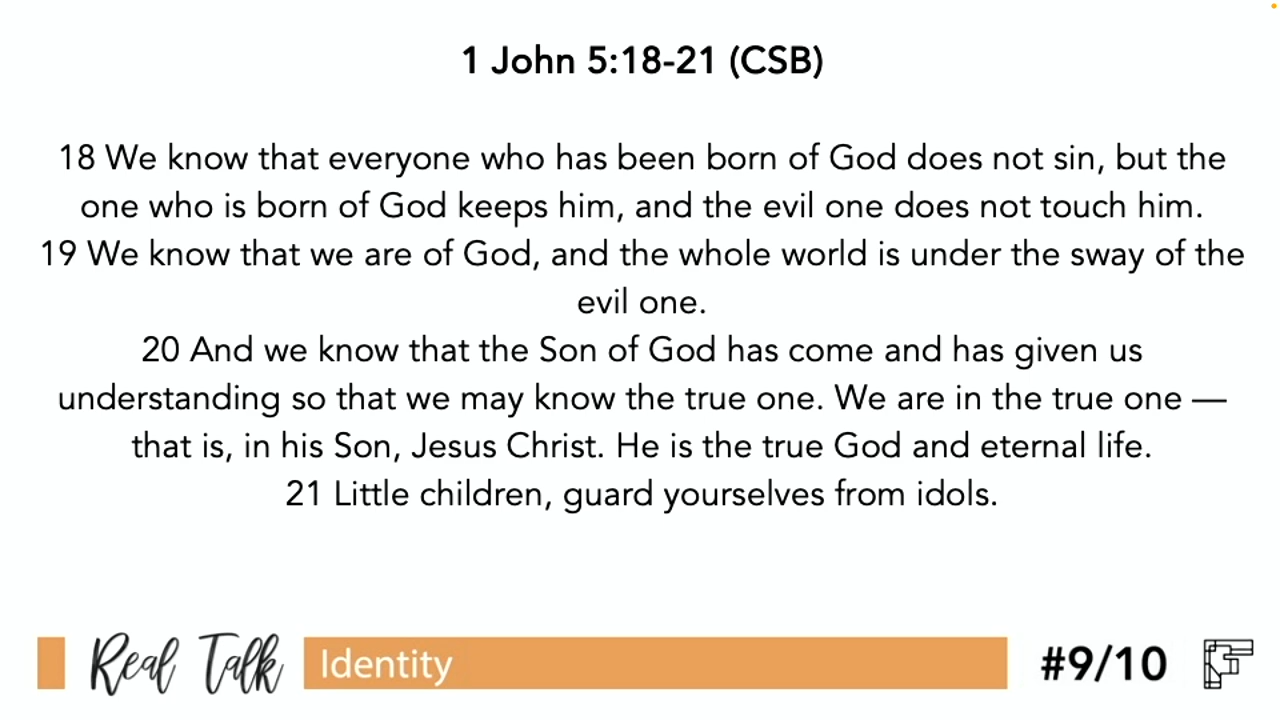 1 John 5:18-21 (CSB)
18 We know that everyone who has been born of God does not sin, but the
one who is born of God keeps him, and the evil one does not touch him.
19 We know that we are of God, and the whole world is under the sway of the
evil one.
20 And we know that the Son of God has come and has given us
understanding so that we may know the true one. We are in the true one —
that is, in his Son, Jesus Christ. He is the true God and eternal life.
21 Little children, guard yourselves from idols.
Real Talk Identity #9/10